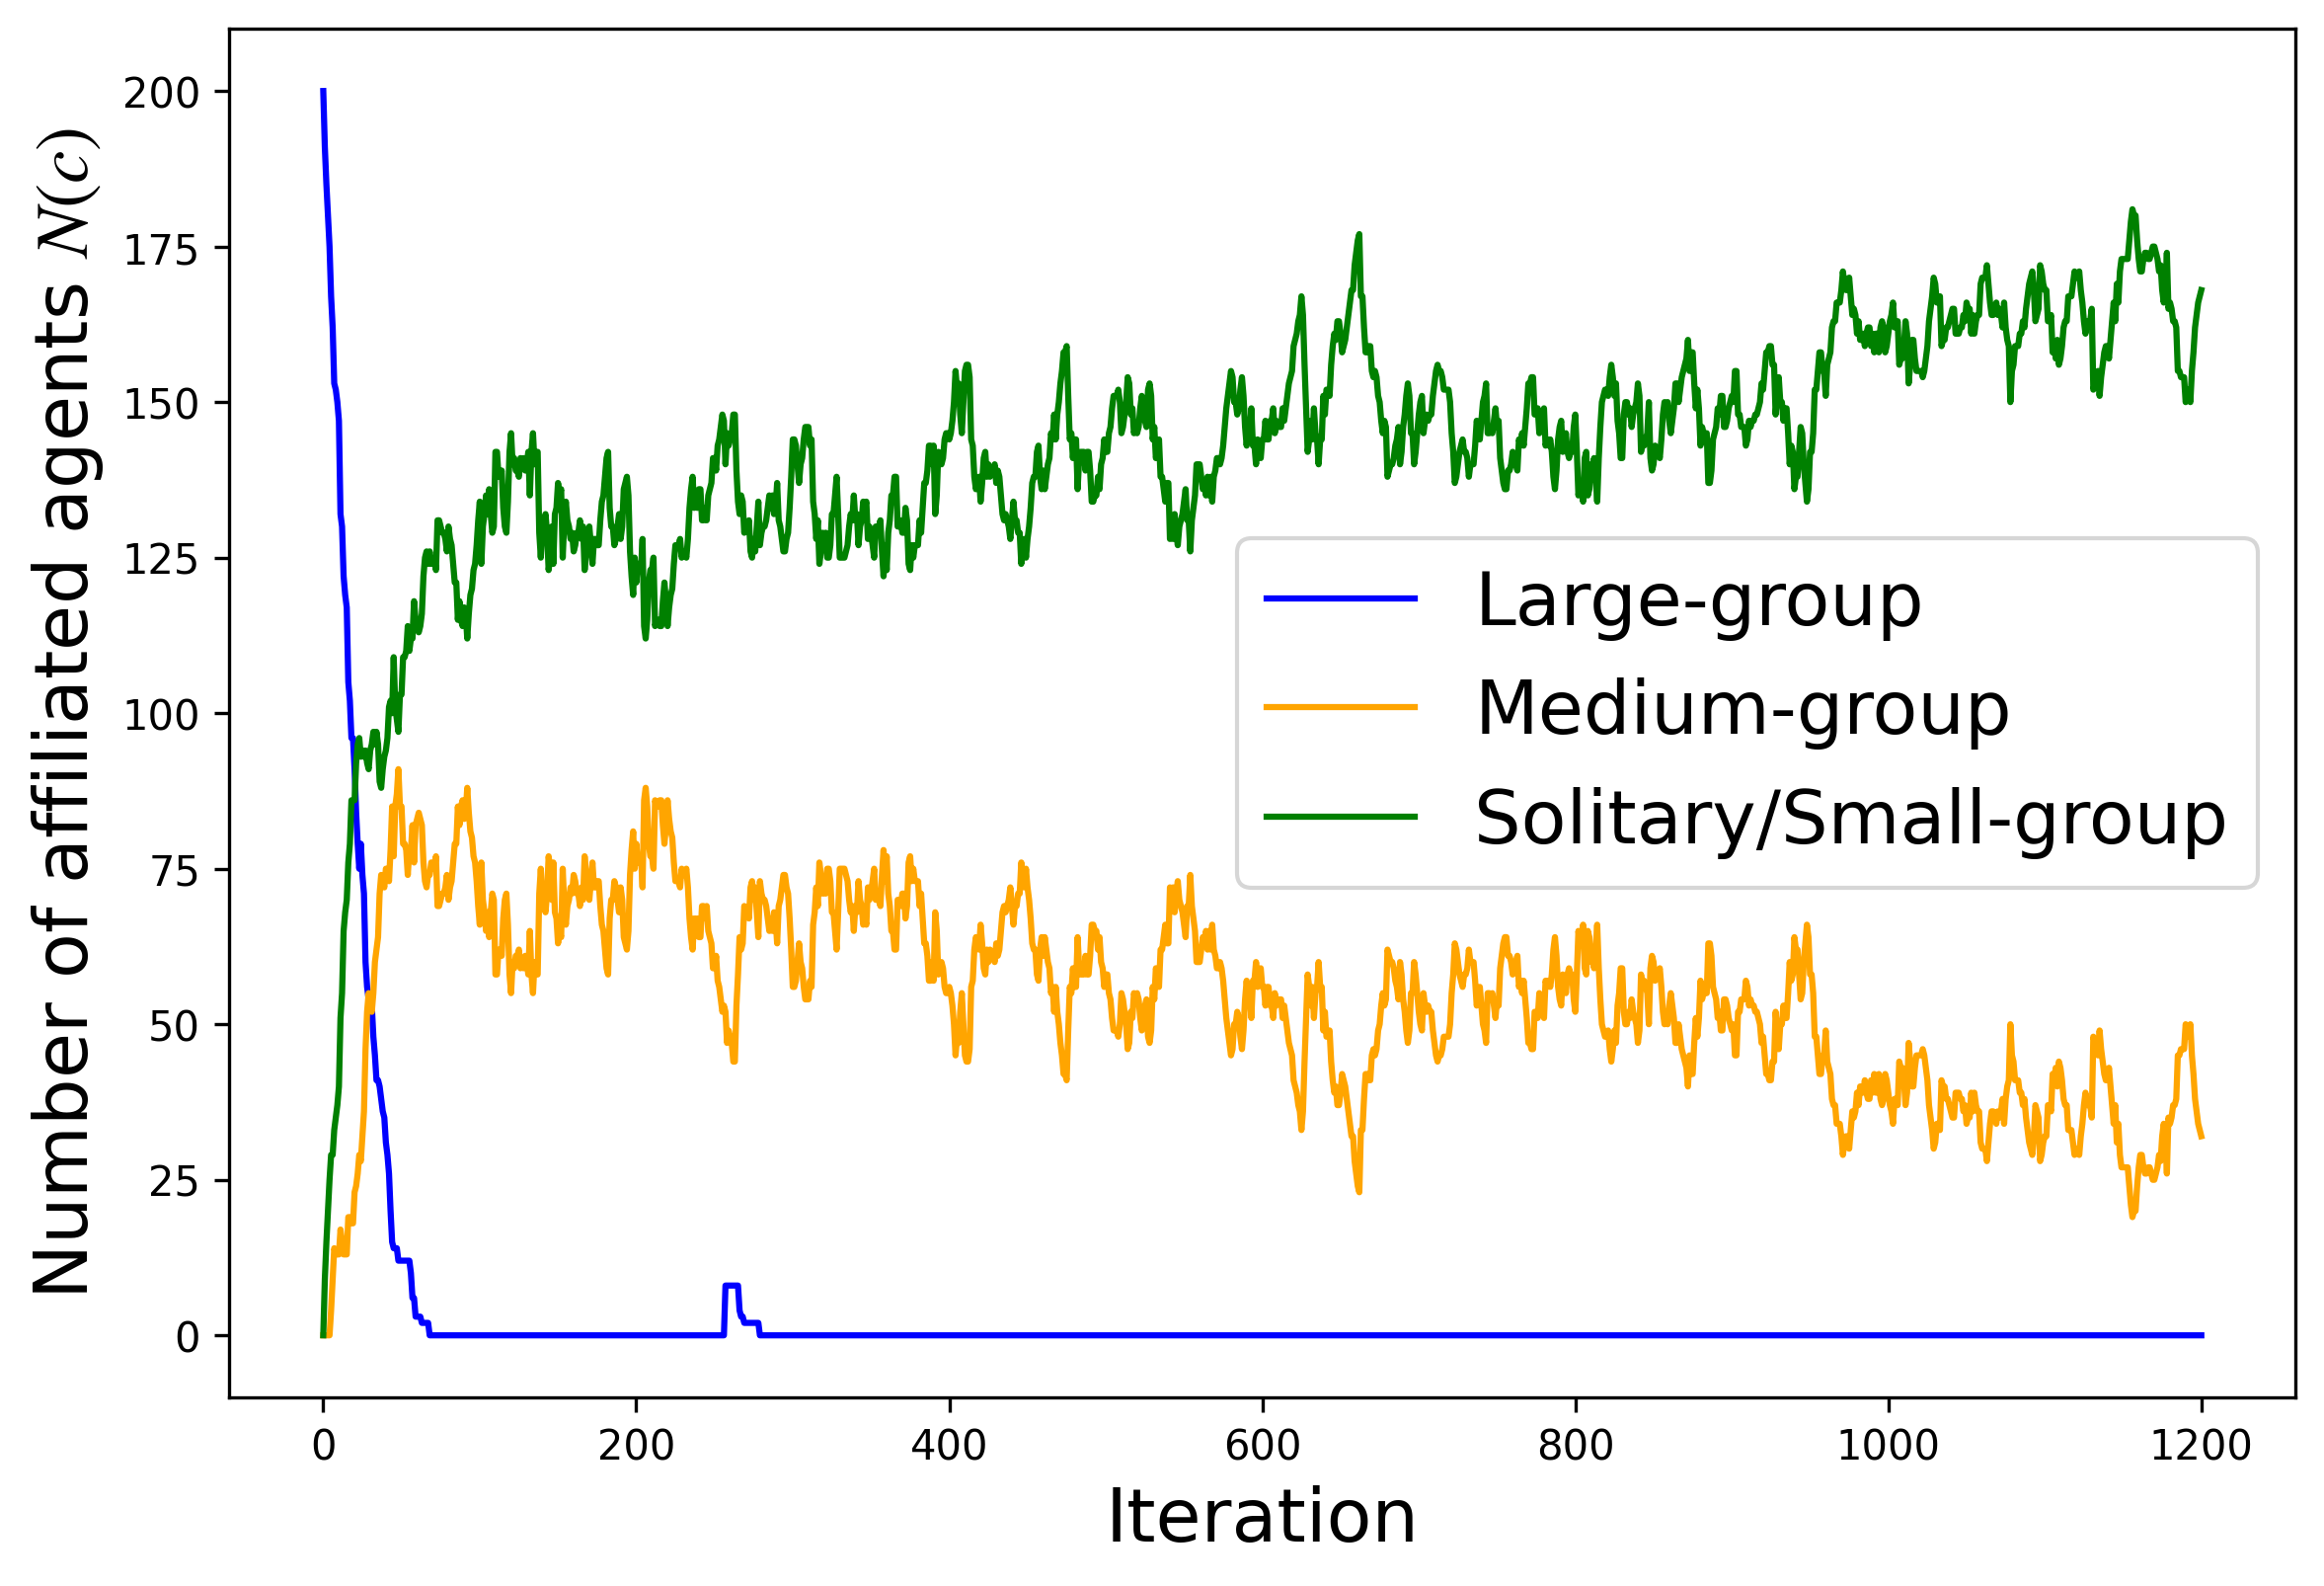 Number of affiliated agents N(c)
200
175
150
125
100
75
50
25
0
Large-group
Medium-group
Solitary/Small-group
0 200 400 600 800 1000 1200
Iteration